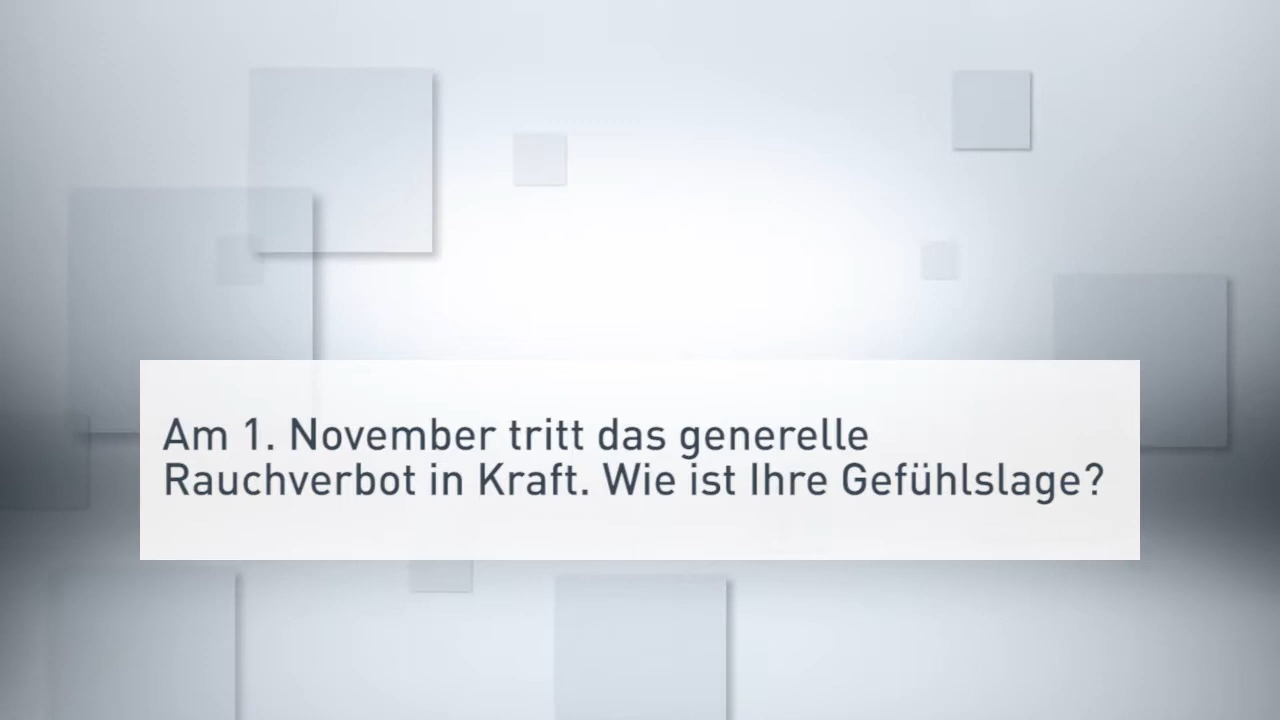 Am 1. November tritt das generelle
Rauchverbot in Kraft. Wie ist Ihre Gefühlslage?